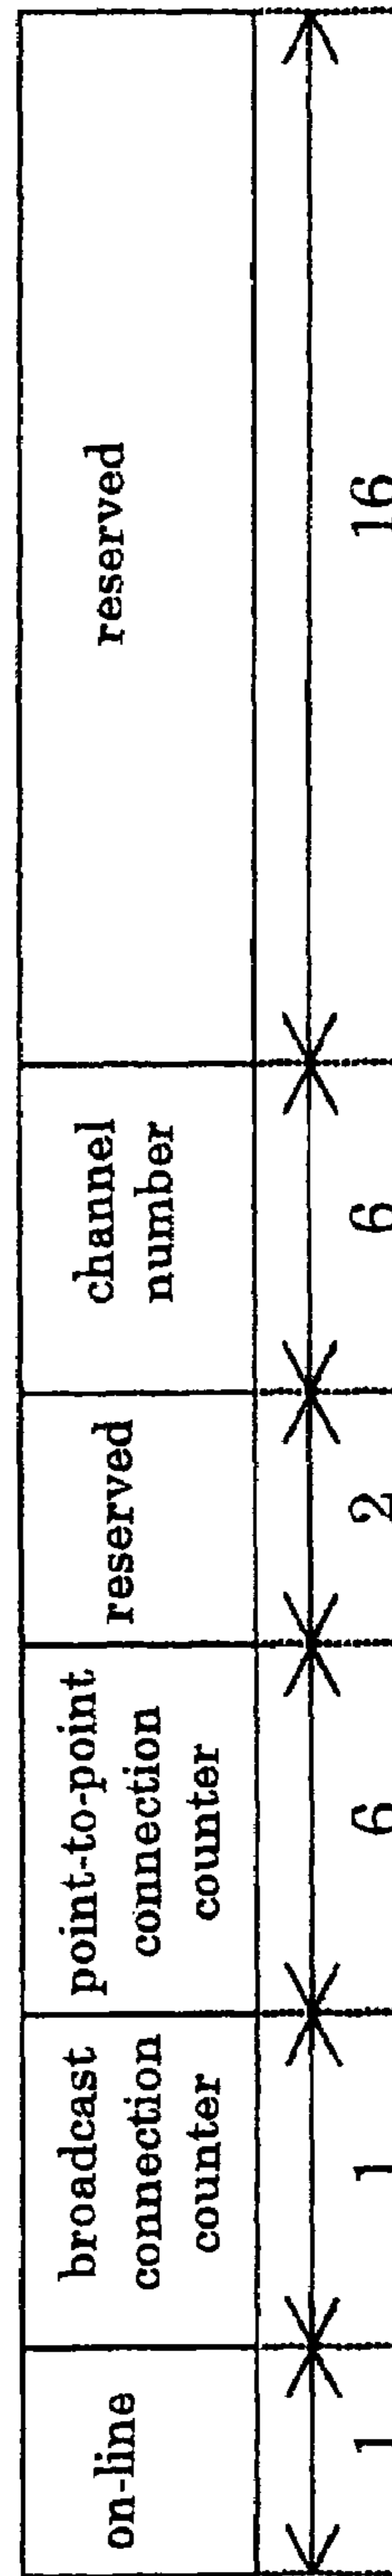 on-line
broadcast
connection
counter
point-to-point
connection
counter
reserved
channel
number
reserved
1
1
6
2
6
16